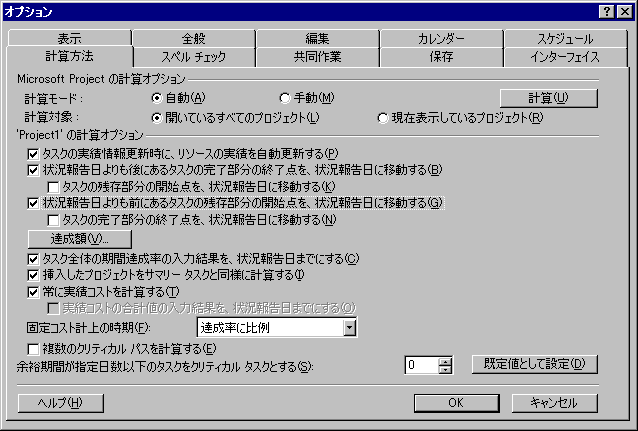 オプション
表示 全般 編集 カレンダー スケジュール
計算方法 スペル チェック 共同作業 保存 インターフェイス
Microsoft Project の計算オプション
計算モード: 自動(A) 手動(M) 計算(U)
計算対象: 開いているすべてのプロジェクト(L) 現在表示しているプロジェクト(R)
'Project1' の計算オプション
タスクの実績情報更新時に、リソースの実績を自動更新する(P)
状況報告日よりも後にあるタスクの完了部分の終了点を、状況報告日に移動する(B)
タスクの残存部分の開始点を、状況報告日に移動する(K)
状況報告日よりも前にあるタスクの残存部分の開始点を、状況報告日に移動する(G)
タスクの完了部分の終了点を、状況報告日に移動する(N)
達成額(V)...
タスク全体の期間達成率の入力結果を、状況報告日までにする(C)
挿入したプロジェクトをサマリー タスクと同様に計算する(I)
常に実績コストを計算する(T)
実績コストの合計値の入力結果を、状況報告日までにする(O)
固定コスト計上の時期(F): 達成率に比例
複数のクリティカル パスを計算する(E)
余裕期間が指定日数以下のタスクをクリティカル タスクとする(S): 0 既定値として設定(D)
ヘルプ(H) OK キャンセル